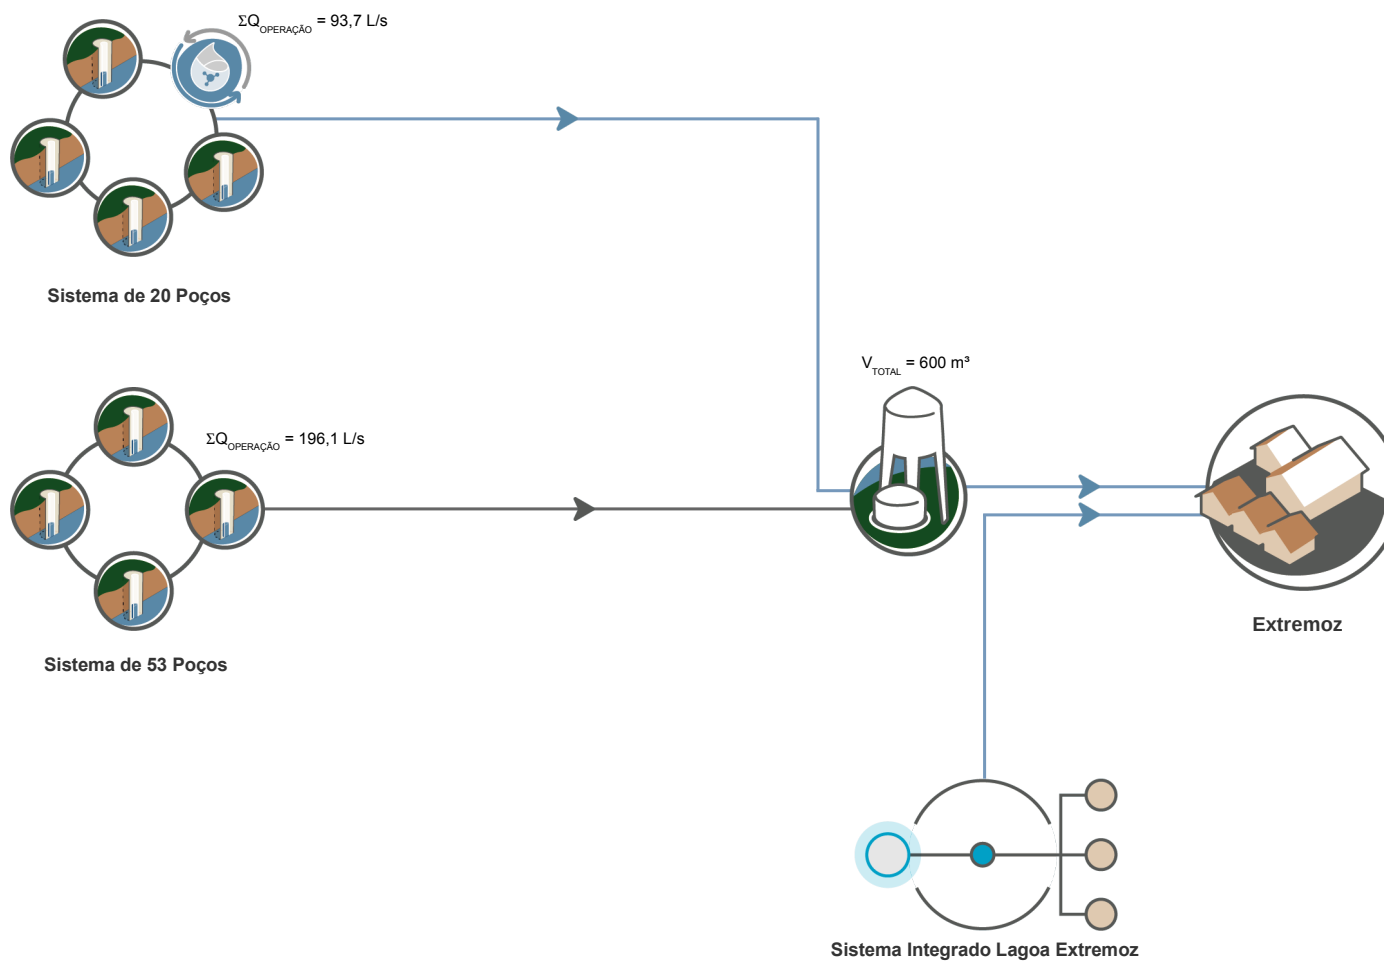 ΣQOPERAÇÃO = 93,7 L/s
Sistema de 20 Poços
VTOTAL = 600 m³
ΣQOPERAÇÃO = 196,1 L/s
Extremoz
Sistema de 53 Poços
Sistema Integrado Lagoa Extremoz